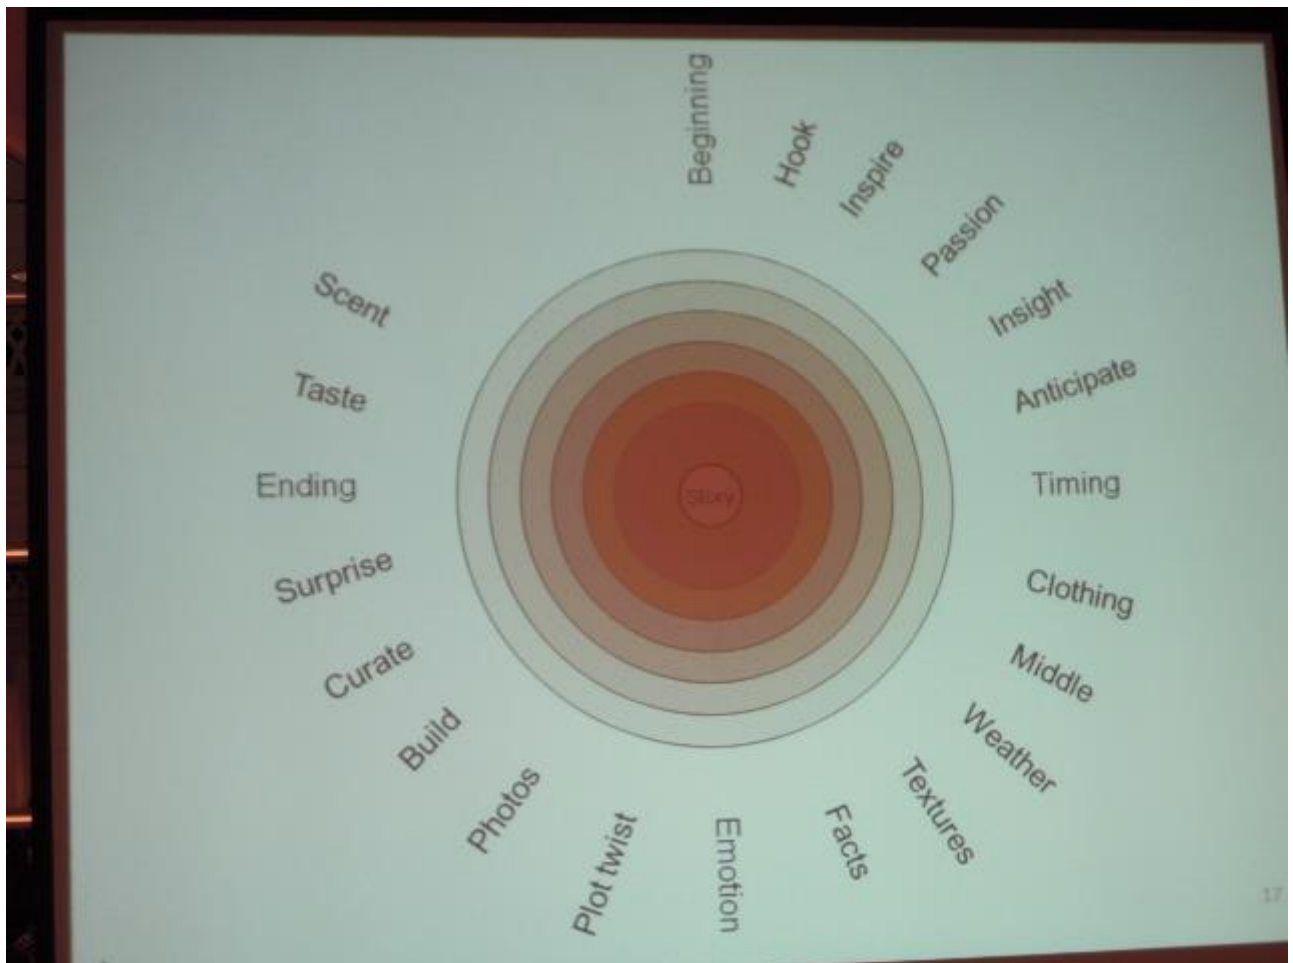 Beginning
Hook
Inspire
Passion
Insight
Anticipate
Timing
Clothing
Middle
Weather
Textures
Facts
Emotion
Plot twist
Photos
Build
Curate
Surprise
Ending
Taste
Scent
Story
17